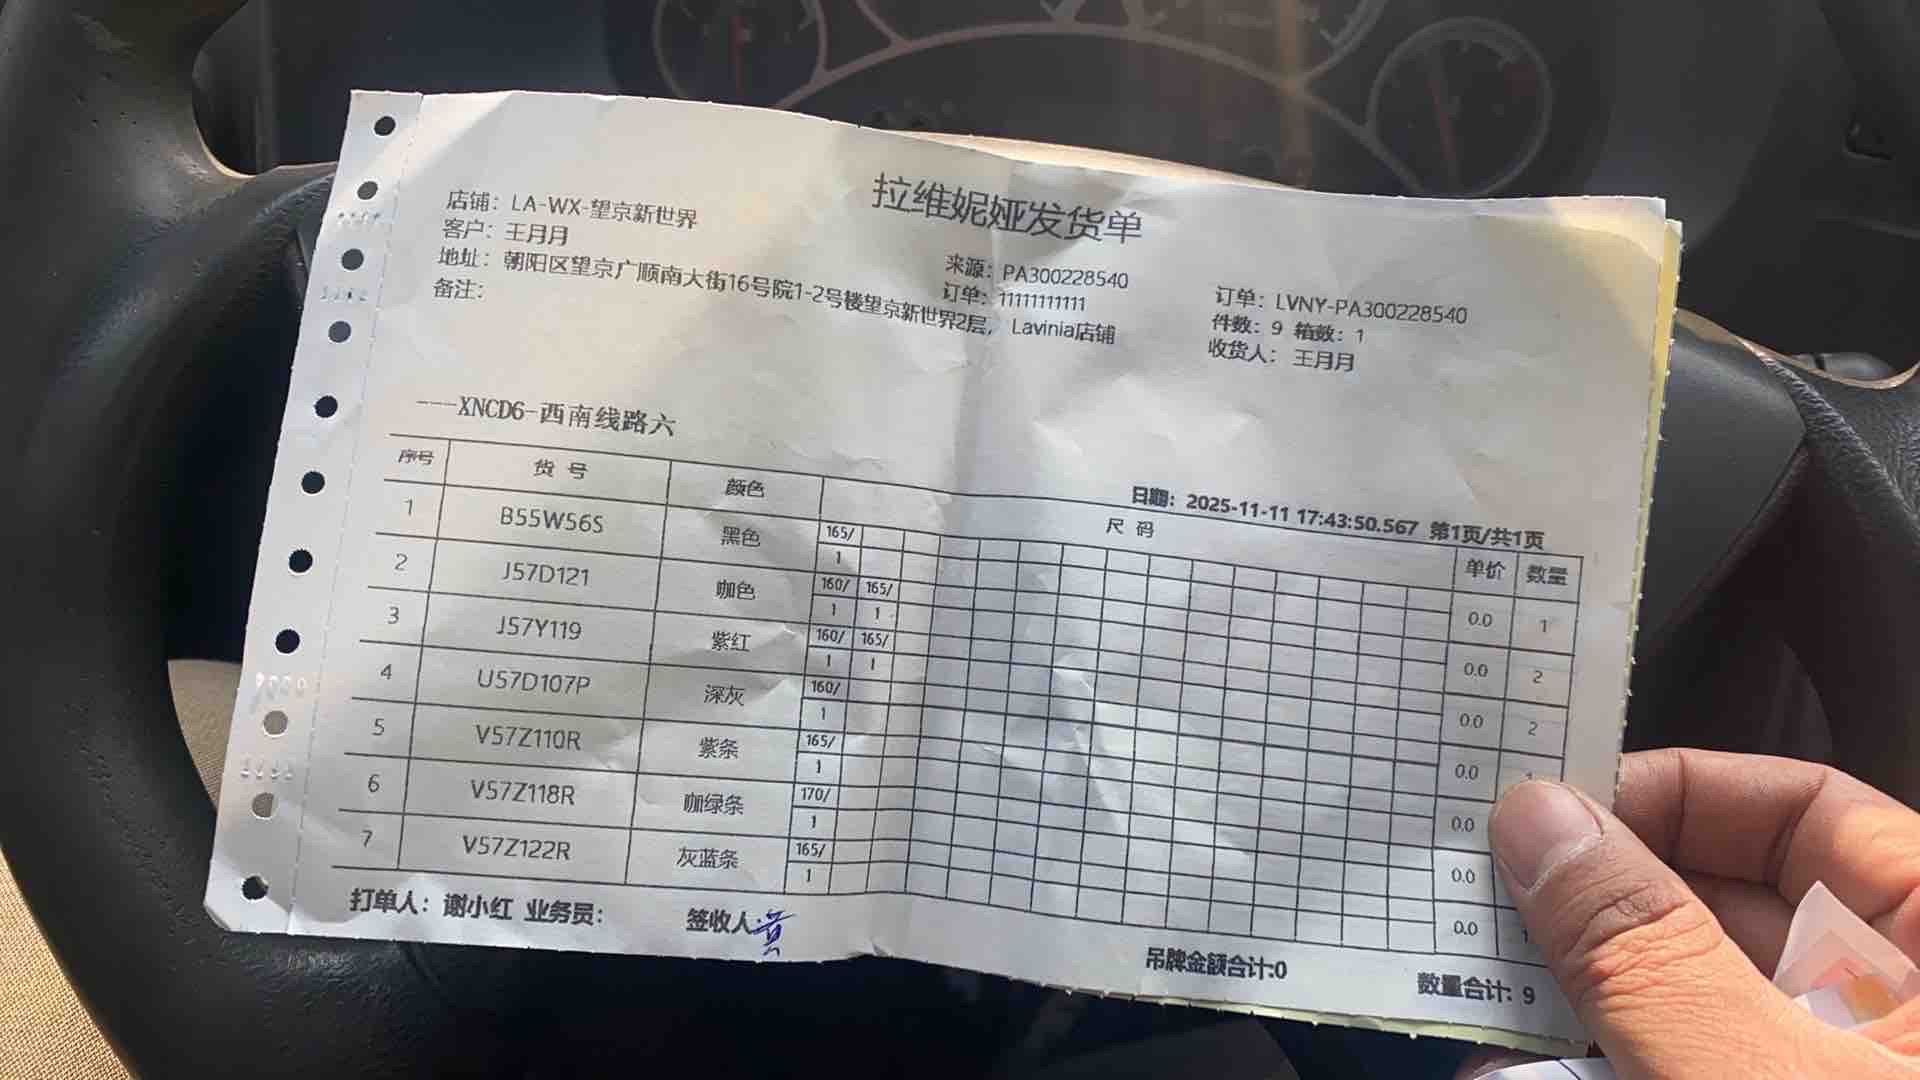 拉维妮娅发货单
店铺：LA-WX-望京新世界
客户：王月月
来源：PA300228540
订单：LVNY-PA300228540
地址：朝阳区望京广顺南大街16号院1-2号楼望京新世界2层，Lavinia店铺
订单：11111111111
件数：9 箱数：1
备注：
收货人：王月月
---XNCD6-西南线路六
日期：2025-11-11 17:43:50.567 第1页/共1页
序号 货号 颜色 尺码 单价 数量
1 B55W56S 黑色 165/ 0.0 1
1
2 J57D121 咖色 160/ 165/ 0.0 2
1 1
3 J57Y119 紫红 160/ 165/ 0.0 2
1 1
4 U57D107P 深灰 160/ 0.0
1
5 V57Z110R 紫条 165/ 0.0
1
6 V57Z118R 咖绿条 170/ 0.0
1
7 V57Z122R 灰蓝条 165/ 0.0
1
打单人：谢小红 业务员： 签收人 黄
吊牌金额合计:0
数量合计: 9